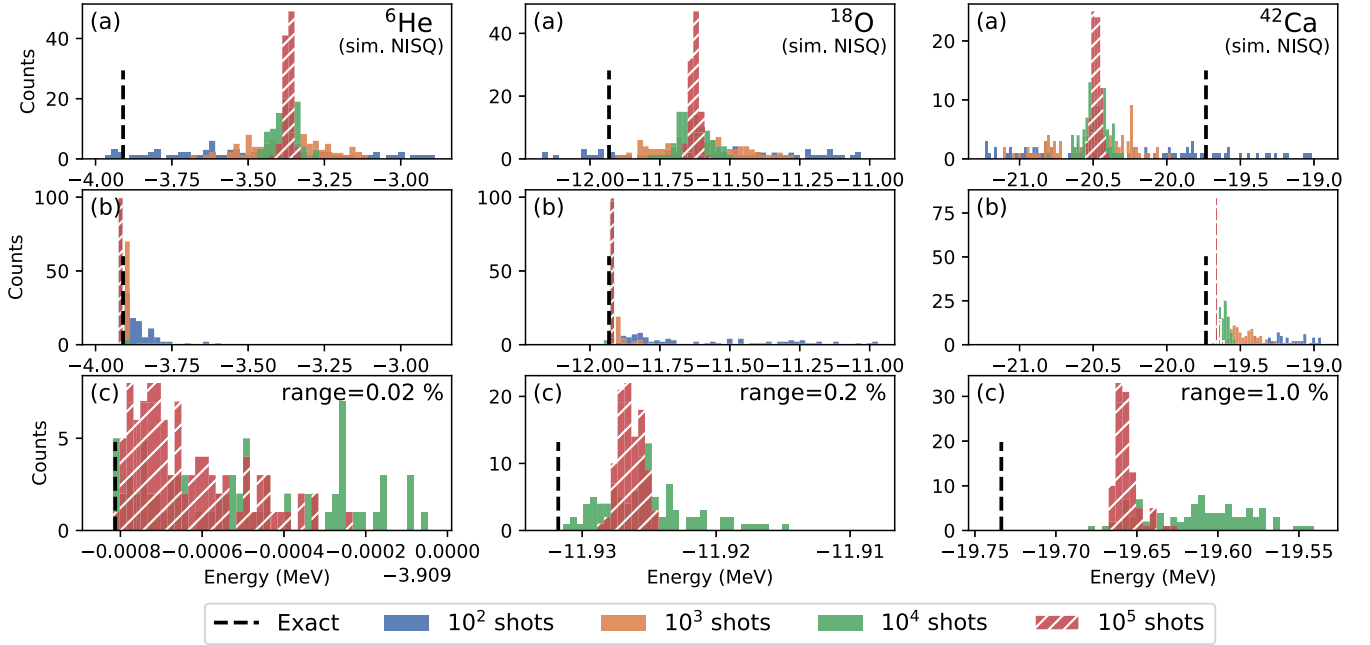 (a) ⁶He (a) ¹⁸O (a) ⁴²Ca
(sim. NISQ) (sim. NISQ) (sim. NISQ)
Counts
40
20
0
40
20
0
20
10
0
−4.00 −3.75 −3.50 −3.25 −3.00 −12.00 −11.75 −11.50 −11.25 −11.00 −21.0 −20.5 −20.0 −19.5 −19.0
(b) (b) (b)
Counts
100
50
0
100
50
0
75
50
25
0
−4.00 −3.75 −3.50 −3.25 −3.00 −12.00 −11.75 −11.50 −11.25 −11.00 −21.0 −20.5 −20.0 −19.5 −19.0
(c) range=0.02 % (c) range=0.2 % (c) range=1.0 %
Counts
5
0
20
10
0
30
20
10
0
−0.0008 −0.0006 −0.0004 −0.0002 0.0000 −11.93 −11.92 −11.91 −19.75 −19.70 −19.65 −19.60 −19.55
Energy (MeV) −3.909 Energy (MeV) Energy (MeV)
Exact 10² shots 10³ shots 10⁴ shots 10⁵ shots